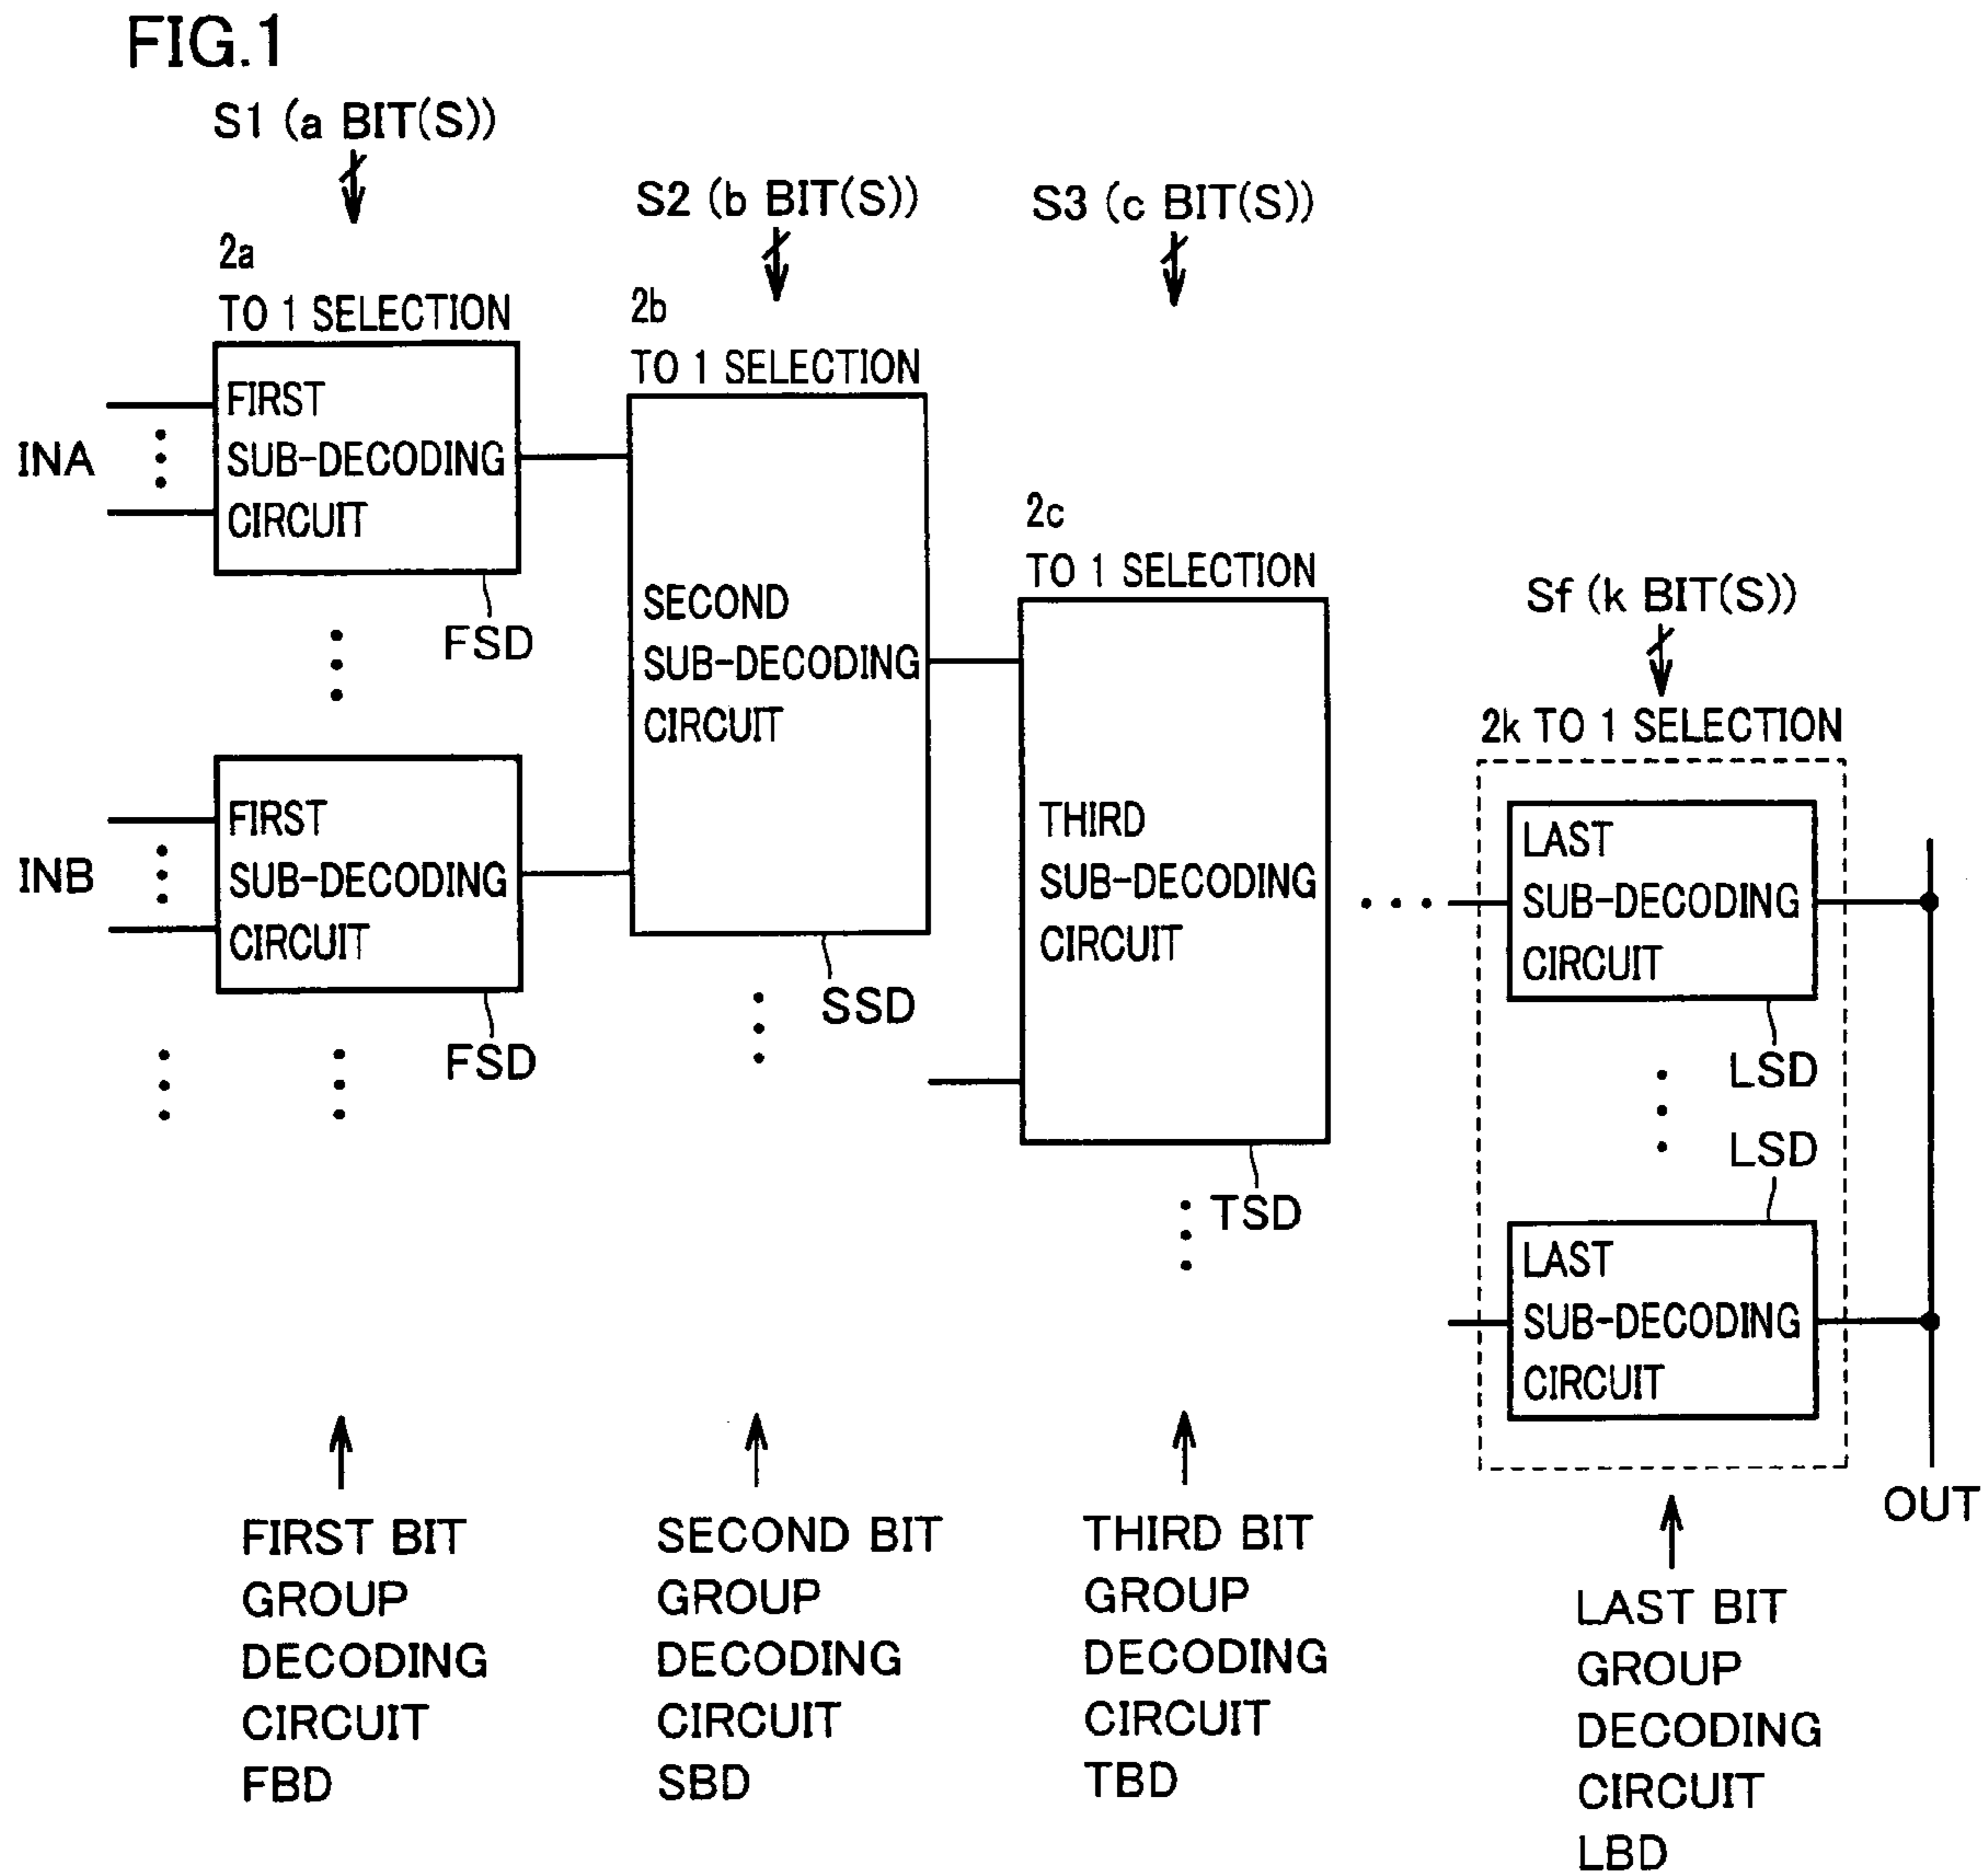 FIG.1
S1 (a BIT(S))
S2 (b BIT(S))
S3 (c BIT(S))
2a
TO 1 SELECTION
2b
TO 1 SELECTION
FIRST
SUB-DECODING
CIRCUIT
INA
FSD
2c
TO 1 SELECTION
SECOND
SUB-DECODING
CIRCUIT
SSD
Sf (k BIT(S))
2k TO 1 SELECTION
FIRST
SUB-DECODING
CIRCUIT
INB
FSD
THIRD
SUB-DECODING
CIRCUIT
TSD
LAST
SUB-DECODING
CIRCUIT
LSD
LSD
LAST
SUB-DECODING
CIRCUIT
OUT
FIRST BIT
GROUP
DECODING
CIRCUIT
FBD
SECOND BIT
GROUP
DECODING
CIRCUIT
SBD
THIRD BIT
GROUP
DECODING
CIRCUIT
TBD
LAST BIT
GROUP
DECODING
CIRCUIT
LBD